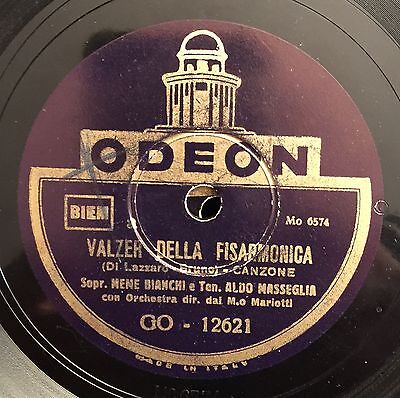 ODEON
BIEM
Mo 6574
VALZER DELLA FISARMONICA
(Di Lazzaro - Bruno) - CANZONE
Sopr. NENE BIANCHI e Ten. ALDO MASSEGLIA
con Orchestra dir. dal M.o Mariotti
GO - 12621
MADE IN ITALY